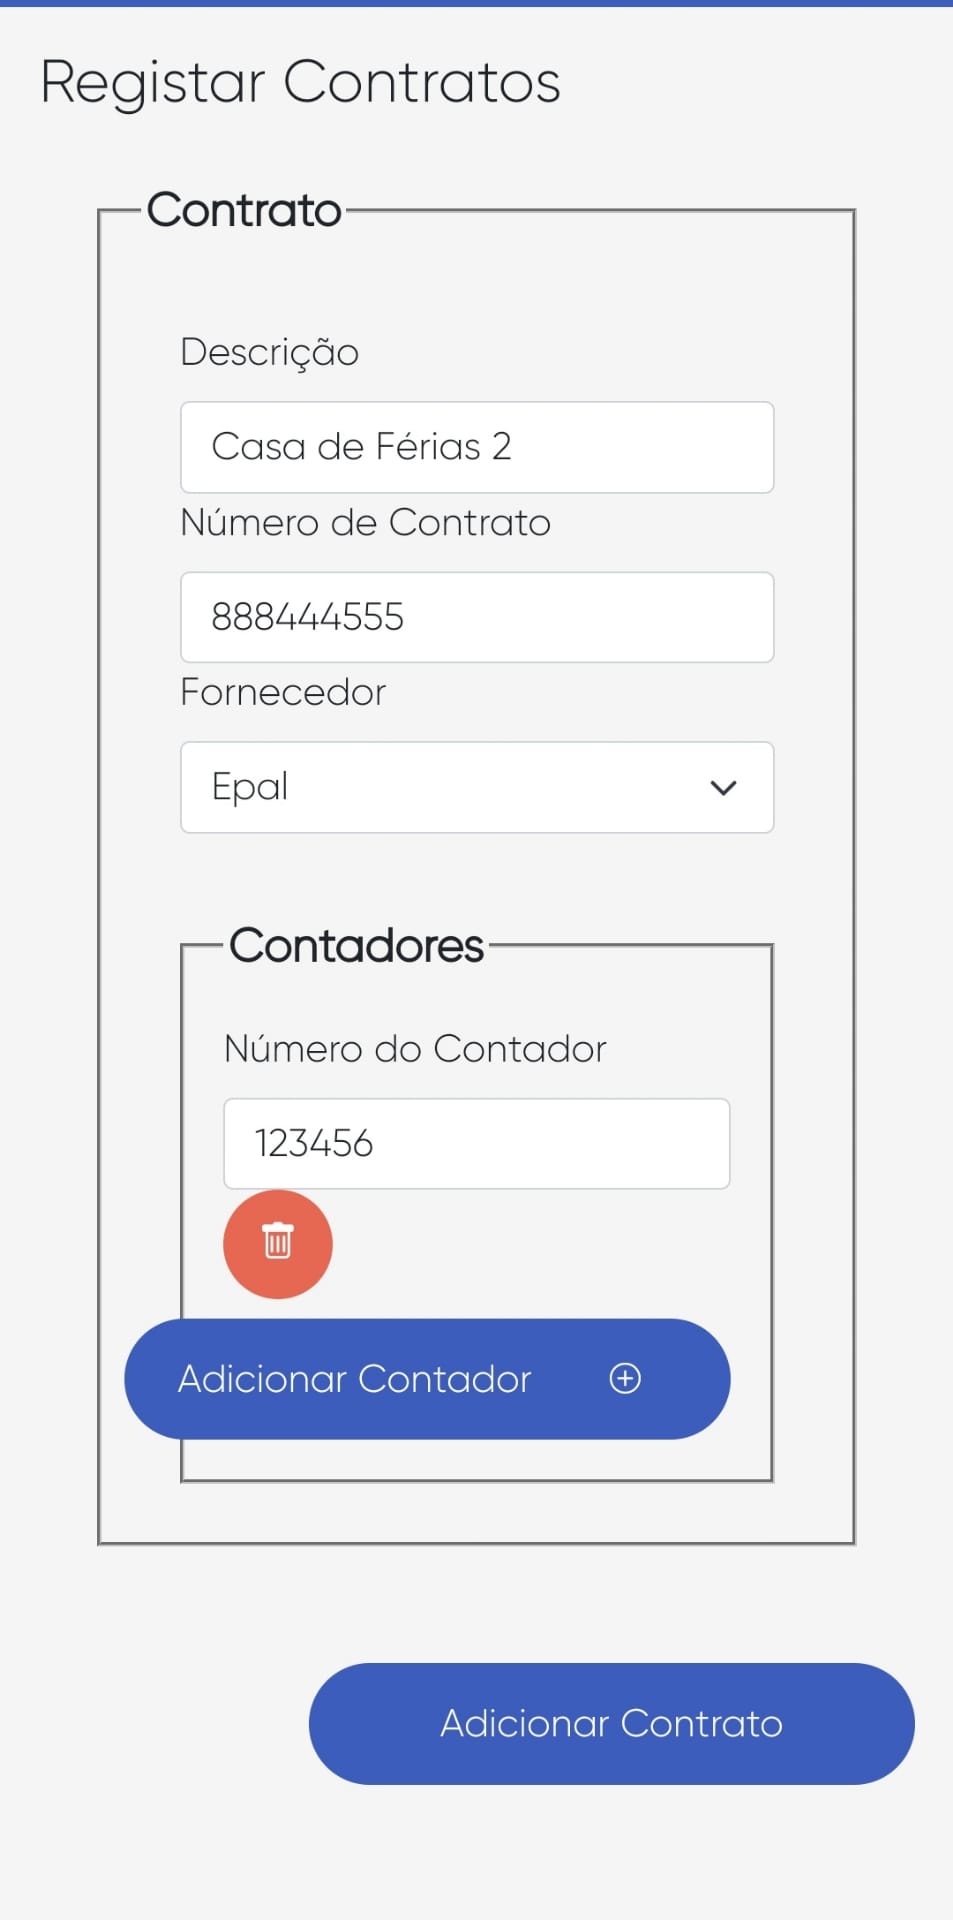 Registar Contratos
Contrato
Descrição
Casa de Férias 2
Número de Contrato
888444555
Fornecedor
Epal
Contadores
Número do Contador
123456
Adicionar Contador
Adicionar Contrato